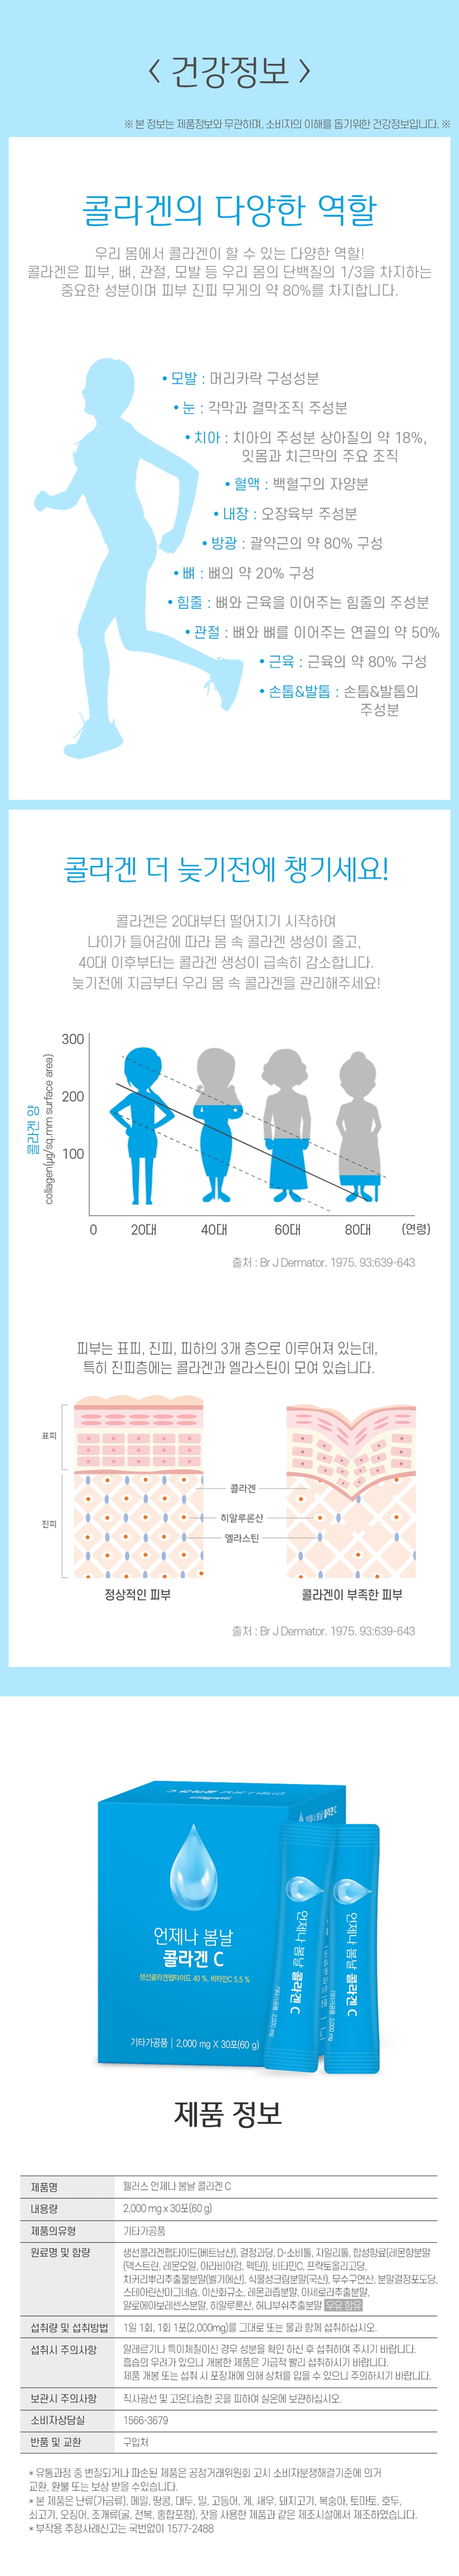 < 건강정보 >
※ 본 정보는 제품정보와 무관하며, 소비자의 이해를 돕기위한 건강정보입니다. ※
콜라겐의 다양한 역할
우리 몸에서 콜라겐이 할 수 있는 다양한 역할!
콜라겐은 피부, 뼈, 관절, 모발 등 우리 몸의 단백질의 1/3을 차지하는
중요한 성분이며 피부 진피 무게의 약 80%를 차지합니다.
• 모발 : 머리카락 구성성분
• 눈 : 각막과 결막조직 주성분
• 치아 : 치아의 주성분 상아질의 약 18%,
잇몸과 치근막의 주요 조직
• 혈액 : 백혈구의 자양분
• 내장 : 오장육부 주성분
• 방광 : 괄약근의 약 80% 구성
• 뼈 : 뼈의 약 20% 구성
• 힘줄 : 뼈와 근육을 이어주는 힘줄의 주성분
• 관절 : 뼈와 뼈를 이어주는 연골의 약 50%
• 근육 : 근육의 약 80% 구성
• 손톱&발톱 : 손톱&발톱의
주성분
콜라겐 더 늦기전에 챙기세요!
콜라겐은 20대부터 떨어지기 시작하여
나이가 들어감에 따라 몸 속 콜라겐 생성이 줄고,
40대 이후부터는 콜라겐 생성이 급속히 감소합니다.
늦기전에 지금부터 우리 몸 속 콜라겐을 관리해주세요!
콜라겐 양
collagen(µg/sq.mm surface area)
300
200
100
0 20대 40대 60대 80대 (연령)
출처 : Br J Dermator. 1975. 93:639-643
피부는 표피, 진피, 피하의 3개 층으로 이루어져 있는데,
특히 진피층에는 콜라겐과 엘라스틴이 모여 있습니다.
표피
진피
콜라겐
히알루론산
엘라스틴
정상적인 피부 콜라겐이 부족한 피부
출처 : Br J Dermator. 1975. 93:639-643
언제나 봄날
콜라겐 C
생선콜라겐펩타이드 40 %, 비타민C 5.5 %
기타가공품 | 2,000 mg X 30포(60 g)
언제나 봄날 콜라겐 C
기타가공품 2,000 mg
언제나 봄날 콜라겐 C
기타가공품 2,000 mg
제품 정보
제품명 웰러스 언제나 봄날 콜라겐 C
내용량 2,000 mg x 30포(60 g)
제품의유형 기타가공품
원료명 및 함량 생선콜라겐펩타이드(베트남산), 결정과당, D-소비톨, 자일리톨, 합성향료{레몬향분말
(덱스트린, 레몬오일, 아라비아검, 펙틴)}, 비타민C, 프락토올리고당,
치커리뿌리추출물분말(벨기에산), 식물성크림분말(국산), 무수구연산, 분말결정포도당,
스테아린산마그네슘, 이산화규소, 레몬과즙분말, 아세로라추출분말,
알로에아보레센스분말, 히알루론산, 허니부쉬추출분말 우유 함유
섭취량 및 섭취방법 1일 1회, 1회 1포(2,000mg)를 그대로 또는 물과 함께 섭취하십시오.
섭취시 주의사항 알레르기나 특이체질이신 경우 성분을 확인 하신 후 섭취하여 주시기 바랍니다.
흡습의 우려가 있으니 개봉한 제품은 가급적 빨리 섭취하시기 바랍니다.
제품 개봉 또는 섭취 시 포장재에 의해 상처를 입을 수 있으니 주의하시기 바랍니다.
보관시 주의사항 직사광선 및 고온다습한 곳을 피하여 실온에 보관하십시오.
소비자상담실 1566-3679
반품 및 교환 구입처
* 유통과정 중 변질되거나 파손된 제품은 공정거래위원회 고시 소비자분쟁해결기준에 의거
교환, 환불 또는 보상 받을 수있습니다.
* 본 제품은 난류(가금류), 메밀, 땅콩, 대두, 밀, 고등어, 게, 새우, 돼지고기, 복숭아, 토마토, 호두,
쇠고기, 오징어, 조개류(굴, 전복, 홍합포함), 잣을 사용한 제품과 같은 제조시설에서 제조하였습니다.
* 부작용 추정사례신고는 국번없이 1577-2488